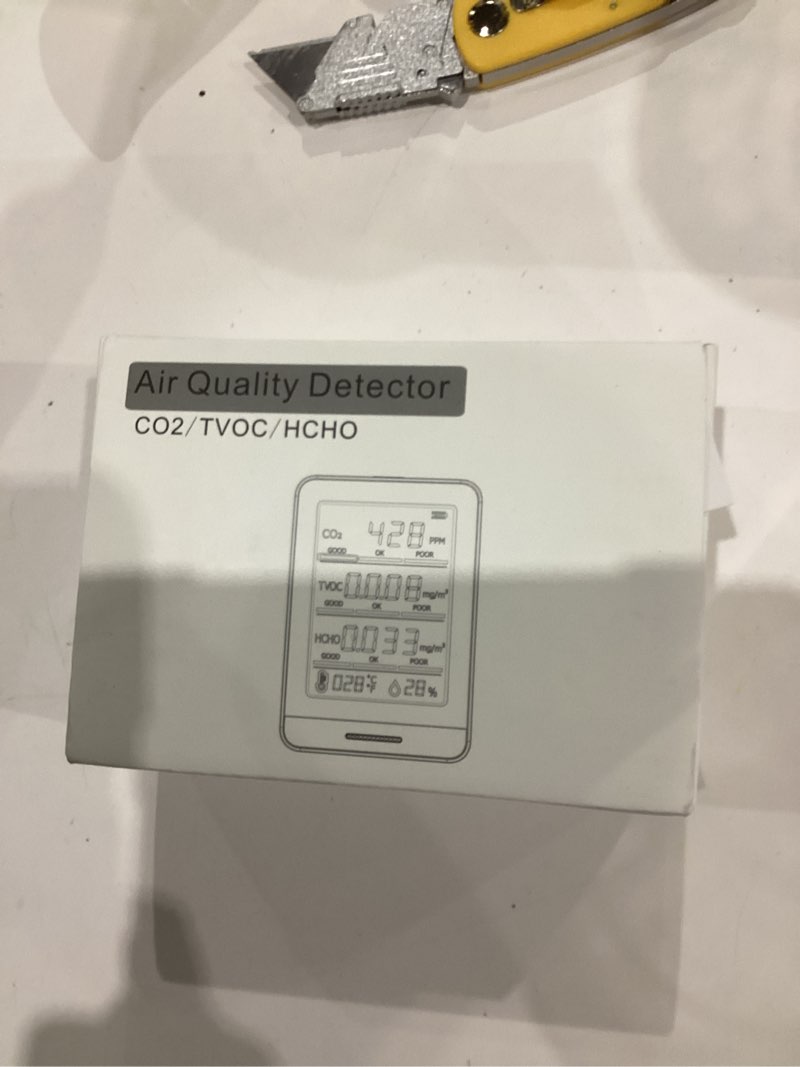 Air Quality Detector
CO2/TVOC/HCHO
CO₂ 428 PPM
GOOD OK POOR
TVOC 0.008 mg/m³
GOOD OK POOR
HCHO 0.033 mg/m³
GOOD OK POOR
028 °C °F 28 %